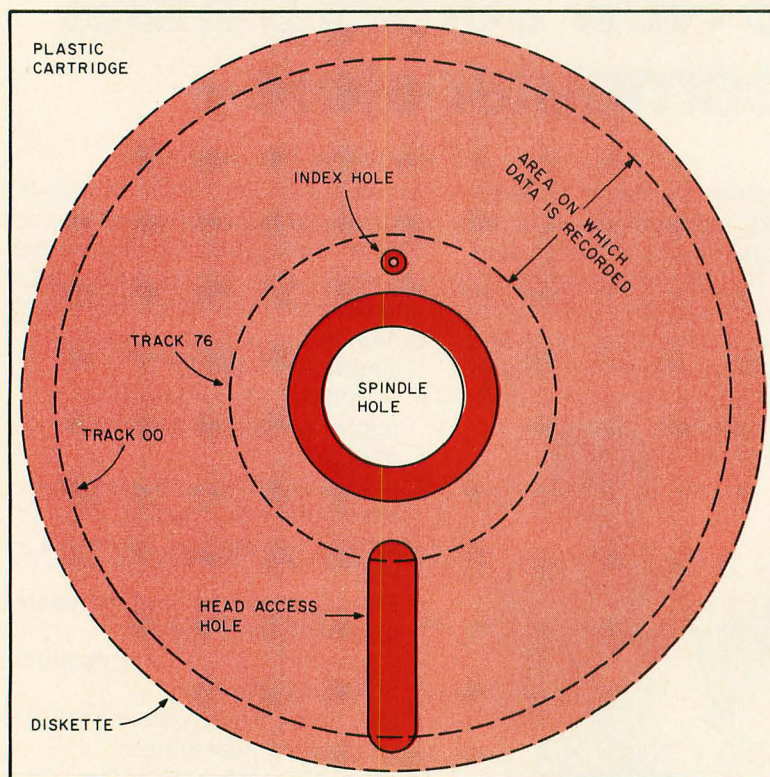 PLASTIC
CARTRIDGE
INDEX HOLE
AREA ON WHICH
DATA IS RECORDED
TRACK 76
SPINDLE
HOLE
TRACK 00
HEAD ACCESS
HOLE
DISKETTE